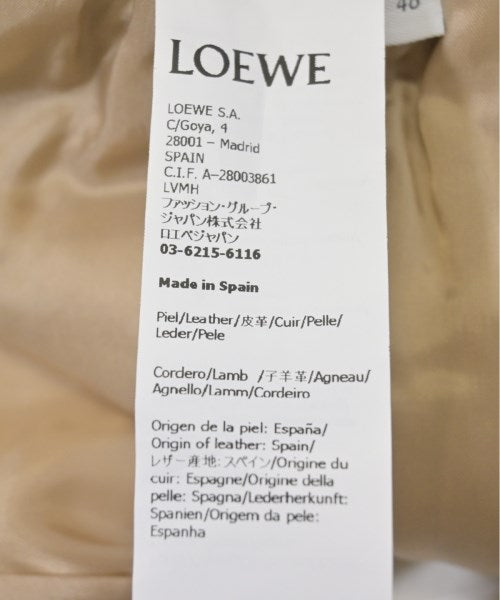 40
LOEWE
LOEWE S.A.
C/Goya, 4
28001 - Madrid
SPAIN
C.I.F. A-28003861
LVMH
ファッション・グループ・
ジャパン株式会社
ロエベジャパン
03-6215-6116
Made in Spain
Piel/Leather/皮革/Cuir/Pelle/
Leder/Pele
Cordero/Lamb /子羊革/Agneau/
Agnello/Lamm/Cordeiro
Origen de la piel: España/
Origin of leather: Spain/
レザー産地: スペイン/Origine du
cuir: Espagne/Origine della
pelle: Spagna/Lederherkunft:
Spanien/Origem da pele:
Espanha